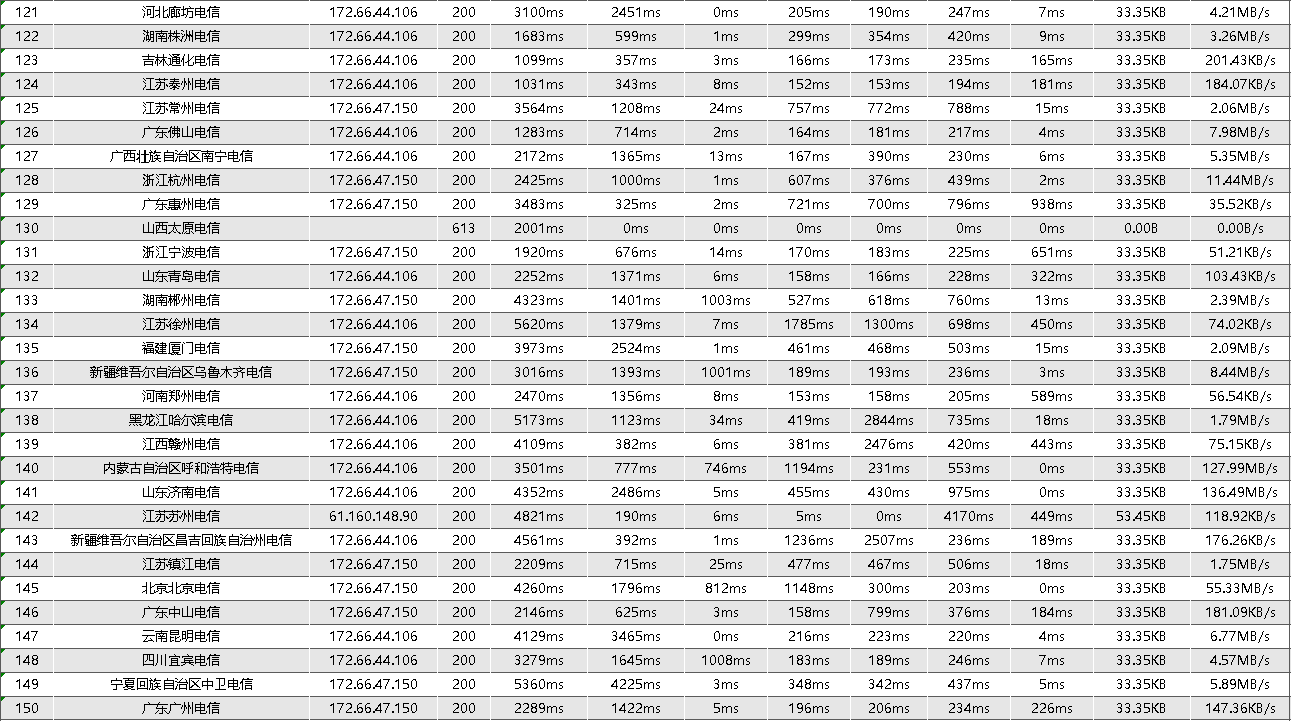 121 河北廊坊电信 172.66.44.106 200 3100ms 2451ms 0ms 205ms 190ms 247ms 7ms 33.35KB 4.21MB/s
122 湖南株洲电信 172.66.44.106 200 1683ms 599ms 1ms 299ms 354ms 420ms 9ms 33.35KB 3.26MB/s
123 吉林通化电信 172.66.44.106 200 1099ms 357ms 3ms 166ms 173ms 235ms 165ms 33.35KB 201.43KB/s
124 江苏泰州电信 172.66.44.106 200 1031ms 343ms 8ms 152ms 153ms 194ms 181ms 33.35KB 184.07KB/s
125 江苏常州电信 172.66.47.150 200 3564ms 1208ms 24ms 757ms 772ms 788ms 15ms 33.35KB 2.06MB/s
126 广东佛山电信 172.66.44.106 200 1283ms 714ms 2ms 164ms 181ms 217ms 4ms 33.35KB 7.98MB/s
127 广西壮族自治区南宁电信 172.66.44.106 200 2172ms 1365ms 13ms 167ms 390ms 230ms 6ms 33.35KB 5.35MB/s
128 浙江杭州电信 172.66.47.150 200 2425ms 1000ms 1ms 607ms 376ms 439ms 2ms 33.35KB 11.44MB/s
129 广东惠州电信 172.66.47.150 200 3483ms 325ms 2ms 721ms 700ms 796ms 938ms 33.35KB 35.52KB/s
130 山西太原电信 613 2001ms 0ms 0ms 0ms 0ms 0ms 0ms 0.00B 0.00B/s
131 浙江宁波电信 172.66.47.150 200 1920ms 676ms 14ms 170ms 183ms 225ms 651ms 33.35KB 51.21KB/s
132 山东青岛电信 172.66.44.106 200 2252ms 1371ms 6ms 158ms 166ms 228ms 322ms 33.35KB 103.43KB/s
133 湖南郴州电信 172.66.47.150 200 4323ms 1401ms 1003ms 527ms 618ms 760ms 13ms 33.35KB 2.39MB/s
134 江苏徐州电信 172.66.44.106 200 5620ms 1379ms 7ms 1785ms 1300ms 698ms 450ms 33.35KB 74.02KB/s
135 福建厦门电信 172.66.47.150 200 3973ms 2524ms 1ms 461ms 468ms 503ms 15ms 33.35KB 2.09MB/s
136 新疆维吾尔自治区乌鲁木齐电信 172.66.47.150 200 3016ms 1393ms 1001ms 189ms 193ms 236ms 3ms 33.35KB 8.44MB/s
137 河南郑州电信 172.66.44.106 200 2470ms 1356ms 8ms 153ms 158ms 205ms 589ms 33.35KB 56.54KB/s
138 黑龙江哈尔滨电信 172.66.44.106 200 5173ms 1123ms 34ms 419ms 2844ms 735ms 18ms 33.35KB 1.79MB/s
139 江西赣州电信 172.66.44.106 200 4109ms 382ms 6ms 381ms 2476ms 420ms 443ms 33.35KB 75.15KB/s
140 内蒙古自治区呼和浩特电信 172.66.44.106 200 3501ms 777ms 746ms 1194ms 231ms 553ms 0ms 33.35KB 127.99MB/s
141 山东济南电信 172.66.44.106 200 4352ms 2486ms 5ms 455ms 430ms 975ms 0ms 33.35KB 136.49MB/s
142 江苏苏州电信 61.160.148.90 200 4821ms 190ms 6ms 5ms 0ms 4170ms 449ms 53.45KB 118.92KB/s
143 新疆维吾尔自治区昌吉回族自治州电信 172.66.44.106 200 4561ms 392ms 1ms 1236ms 2507ms 236ms 189ms 33.35KB 176.26KB/s
144 江苏镇江电信 172.66.47.150 200 2209ms 715ms 25ms 477ms 467ms 506ms 18ms 33.35KB 1.75MB/s
145 北京北京电信 172.66.47.150 200 4260ms 1796ms 812ms 1148ms 300ms 203ms 0ms 33.35KB 55.33MB/s
146 广东中山电信 172.66.47.150 200 2146ms 625ms 3ms 158ms 799ms 376ms 184ms 33.35KB 181.09KB/s
147 云南昆明电信 172.66.44.106 200 4129ms 3465ms 0ms 216ms 223ms 220ms 4ms 33.35KB 6.77MB/s
148 四川宜宾电信 172.66.44.106 200 3279ms 1645ms 1008ms 183ms 189ms 246ms 7ms 33.35KB 4.57MB/s
149 宁夏回族自治区中卫电信 172.66.47.150 200 5360ms 4225ms 3ms 348ms 342ms 437ms 5ms 33.35KB 5.89MB/s
150 广东广州电信 172.66.47.150 200 2289ms 1422ms 5ms 196ms 206ms 234ms 226ms 33.35KB 147.36KB/s